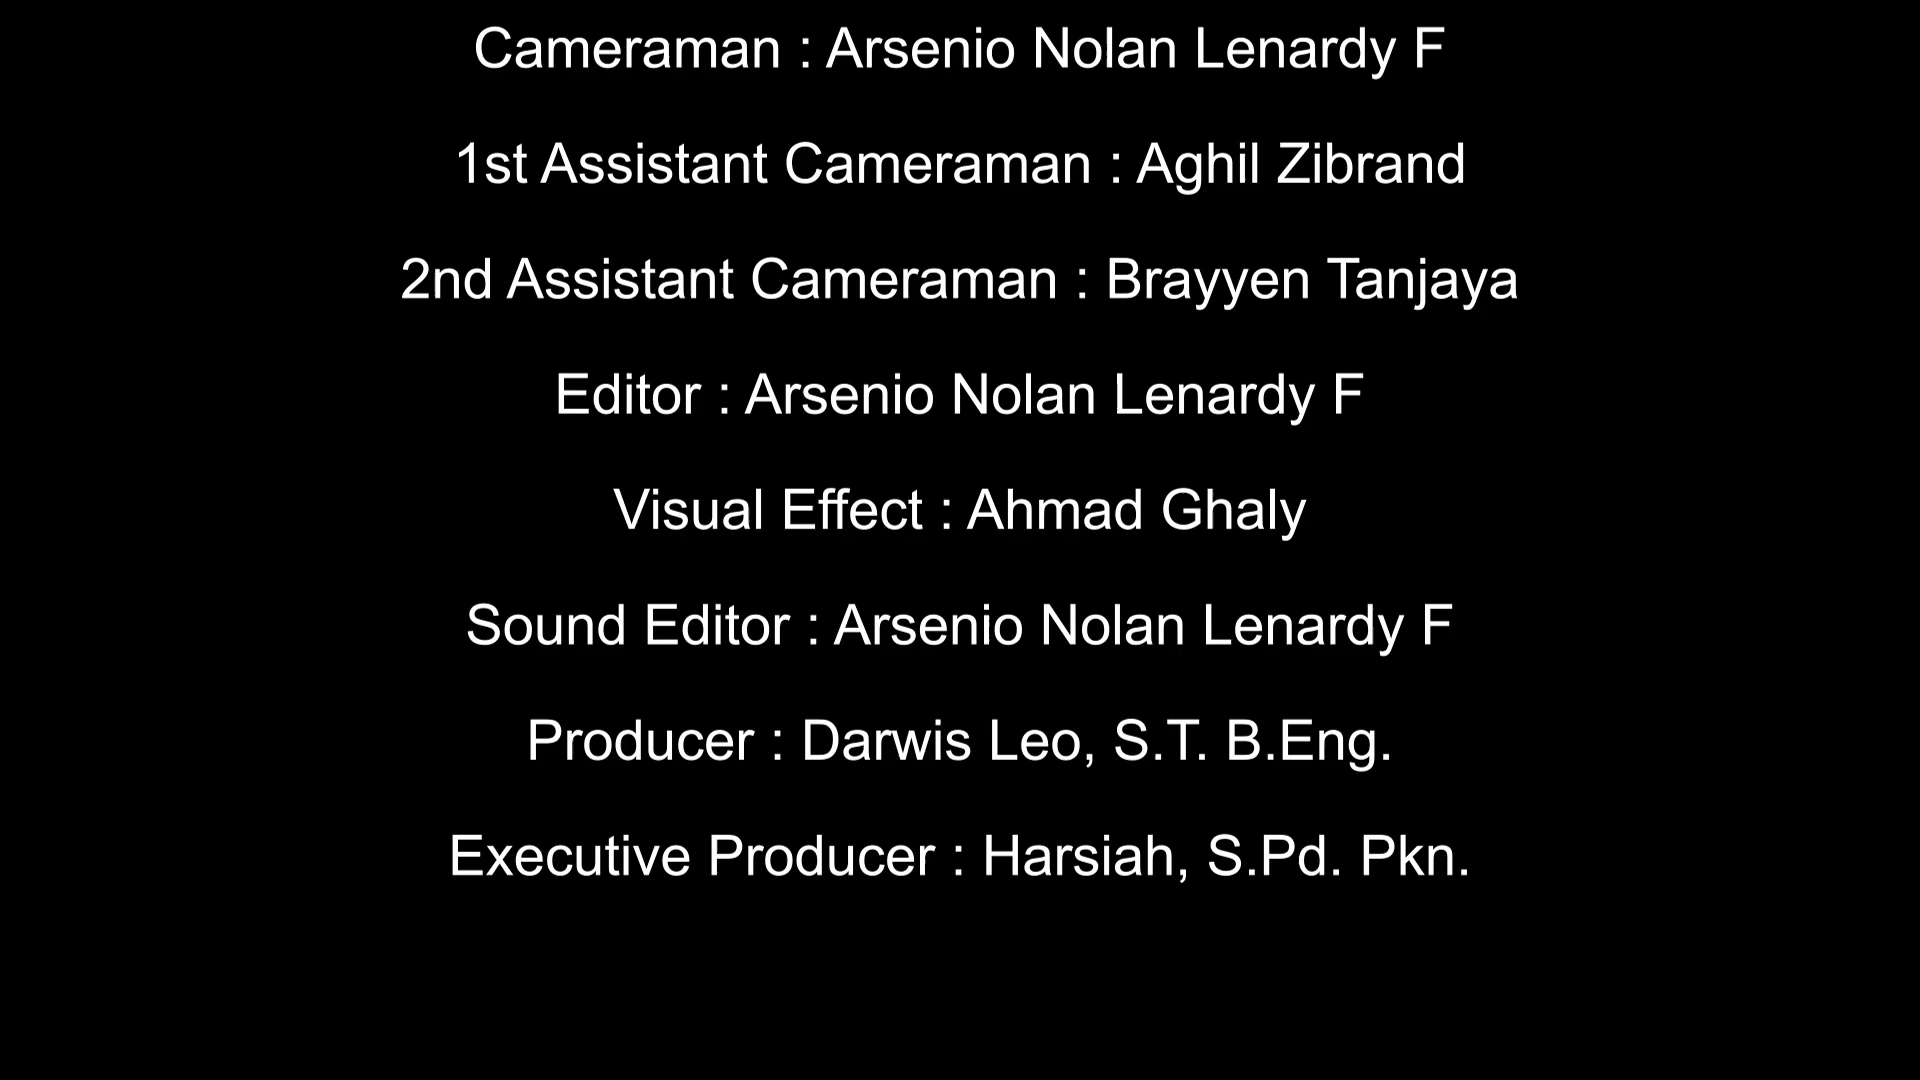 Cameraman : Arsenio Nolan Lenardy F
1st Assistant Cameraman : Aghil Zibrand
2nd Assistant Cameraman : Brayyen Tanjaya
Editor : Arsenio Nolan Lenardy F
Visual Effect : Ahmad Ghaly
Sound Editor : Arsenio Nolan Lenardy F
Producer : Darwis Leo, S.T. B.Eng.
Executive Producer : Harsiah, S.Pd. Pkn.